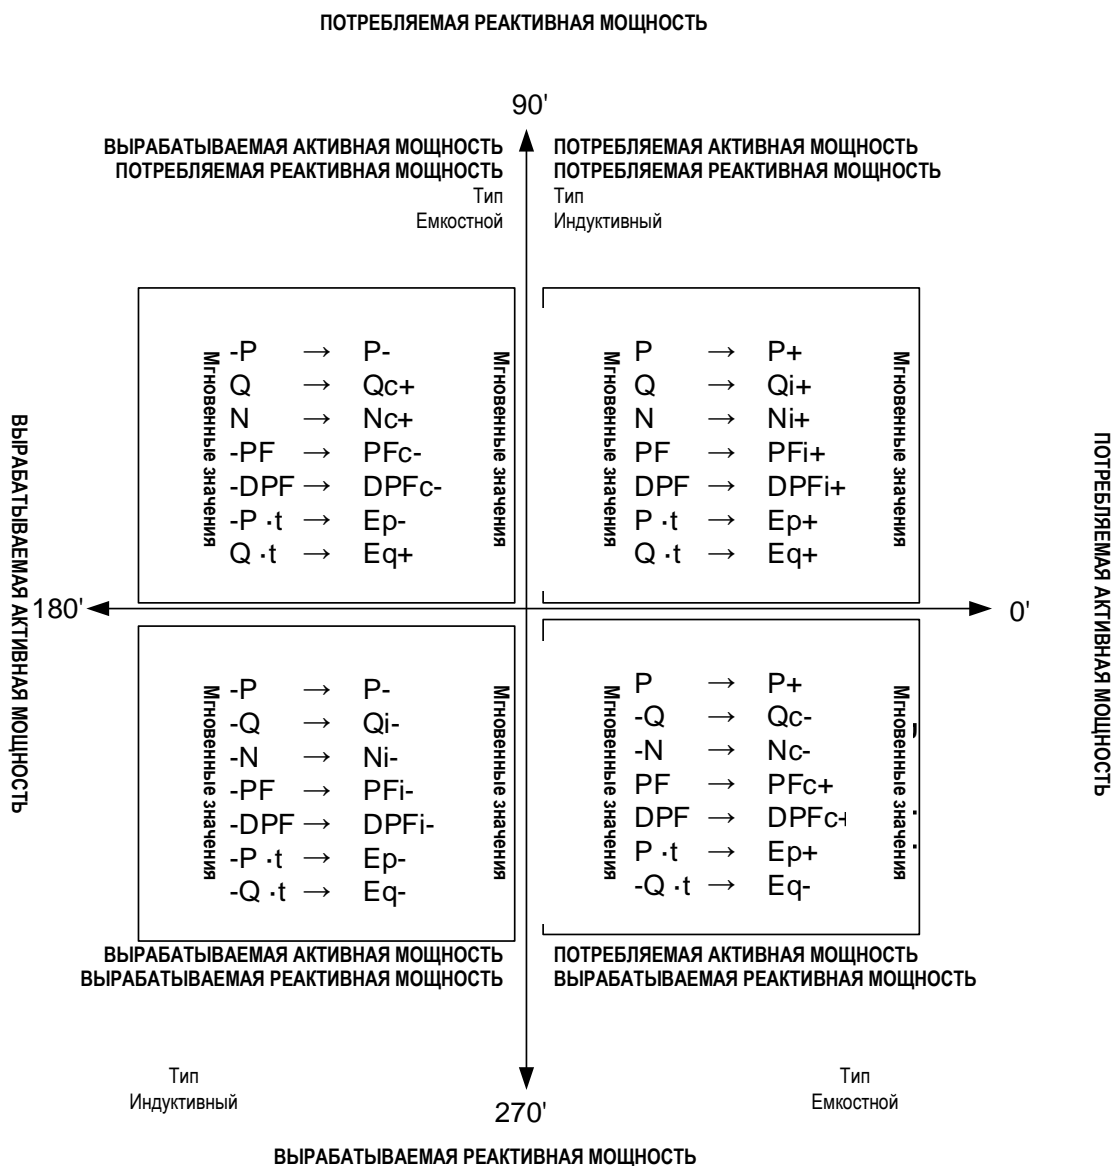 ПОТРЕБЛЯЕМАЯ РЕАКТИВНАЯ МОЩНОСТЬ
90'
ВЫРАБАТЫВАЕМАЯ АКТИВНАЯ МОЩНОСТЬ
ПОТРЕБЛЯЕМАЯ РЕАКТИВНАЯ МОЩНОСТЬ
Тип
Емкостной
ПОТРЕБЛЯЕМАЯ АКТИВНАЯ МОЩНОСТЬ
ПОТРЕБЛЯЕМАЯ РЕАКТИВНАЯ МОЩНОСТЬ
Тип
Индуктивный
Мгновенные значения
-P → P-
Q → Qc+
N → Nc+
-PF → PFc-
-DPF → DPFc-
-P ·t → Ep-
Q ·t → Eq+
Мгновенные значения
Мгновенные значения
P → P+
Q → Qi+
N → Ni+
PF → PFi+
DPF → DPFi+
P ·t → Ep+
Q ·t → Eq+
Мгновенные значения
ВЫРАБАТЫВАЕМАЯ АКТИВНАЯ МОЩНОСТЬ
180'
0'
ПОТРЕБЛЯЕМАЯ АКТИВНАЯ МОЩНОСТЬ
Мгновенные значения
-P → P-
-Q → Qi-
-N → Ni-
-PF → PFi-
-DPF → DPFi-
-P ·t → Ep-
-Q ·t → Eq-
Мгновенные значения
Мгновенные значения
P → P+
-Q → Qc-
-N → Nc-
PF → PFc+
DPF → DPFc+
P ·t → Ep+
-Q ·t → Eq-
Мгновенные значения
ВЫРАБАТЫВАЕМАЯ АКТИВНАЯ МОЩНОСТЬ
ВЫРАБАТЫВАЕМАЯ РЕАКТИВНАЯ МОЩНОСТЬ
ПОТРЕБЛЯЕМАЯ АКТИВНАЯ МОЩНОСТЬ
ВЫРАБАТЫВАЕМАЯ РЕАКТИВНАЯ МОЩНОСТЬ
Тип
Индуктивный
Тип
Емкостной
270'
ВЫРАБАТЫВАЕМАЯ РЕАКТИВНАЯ МОЩНОСТЬ